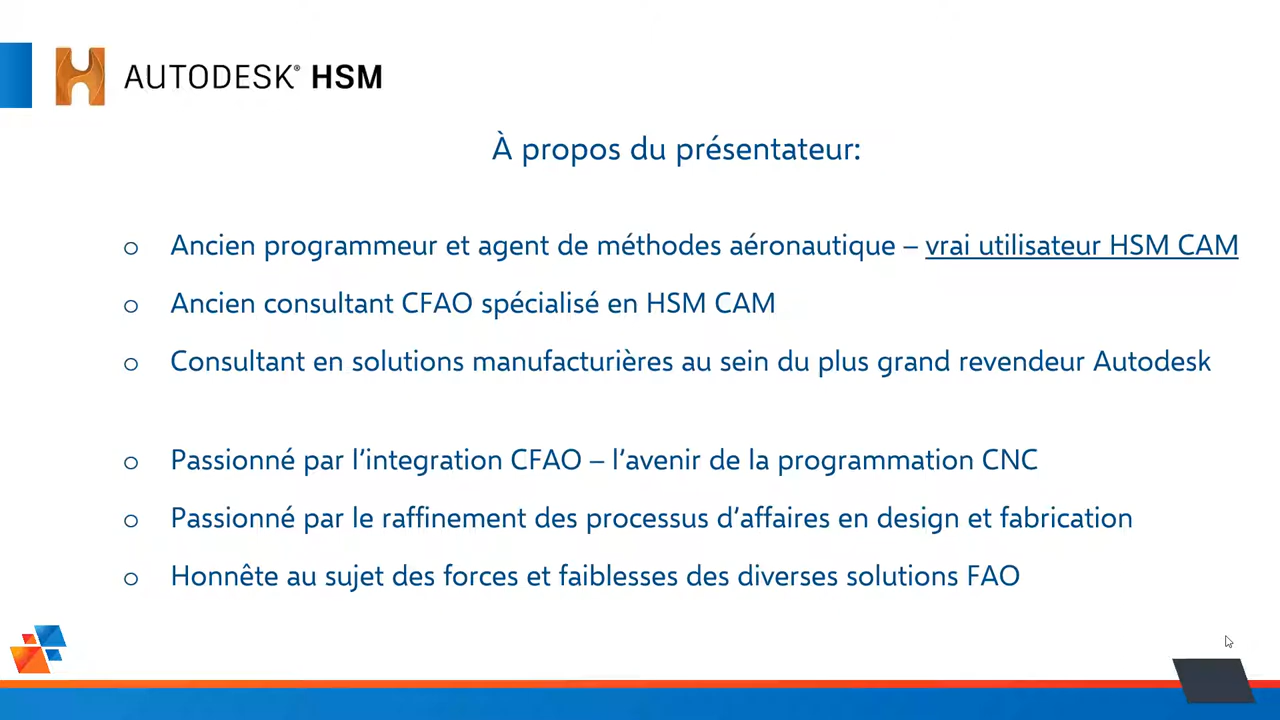 AUTODESK® HSM
À propos du présentateur:
o Ancien programmeur et agent de méthodes aéronautique – vrai utilisateur HSM CAM
o Ancien consultant CFAO spécialisé en HSM CAM
o Consultant en solutions manufacturières au sein du plus grand revendeur Autodesk
o Passionné par l’integration CFAO – l’avenir de la programmation CNC
o Passionné par le raffinement des processus d’affaires en design et fabrication
o Honnête au sujet des forces et faiblesses des diverses solutions FAO